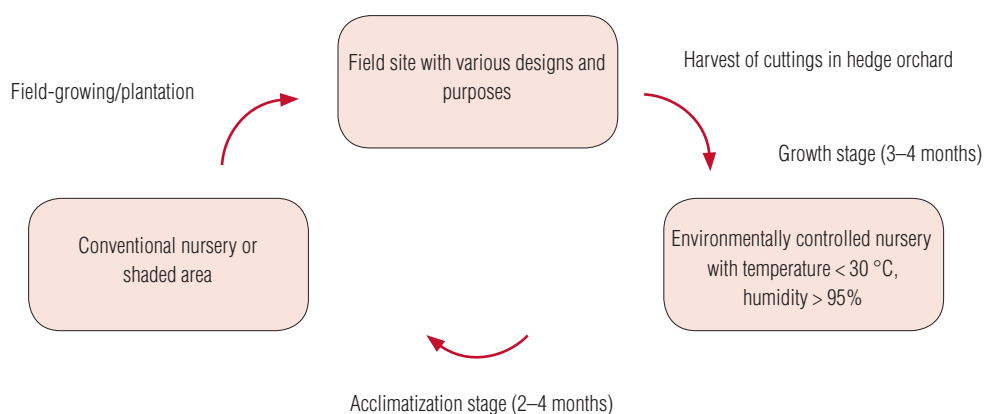 Field site with various designs and
purposes
Harvest of cuttings in hedge orchard
Field-growing/plantation
Growth stage (3–4 months)
Conventional nursery or
shaded area
Environmentally controlled nursery
with temperature < 30 °C,
humidity > 95%
Acclimatization stage (2–4 months)